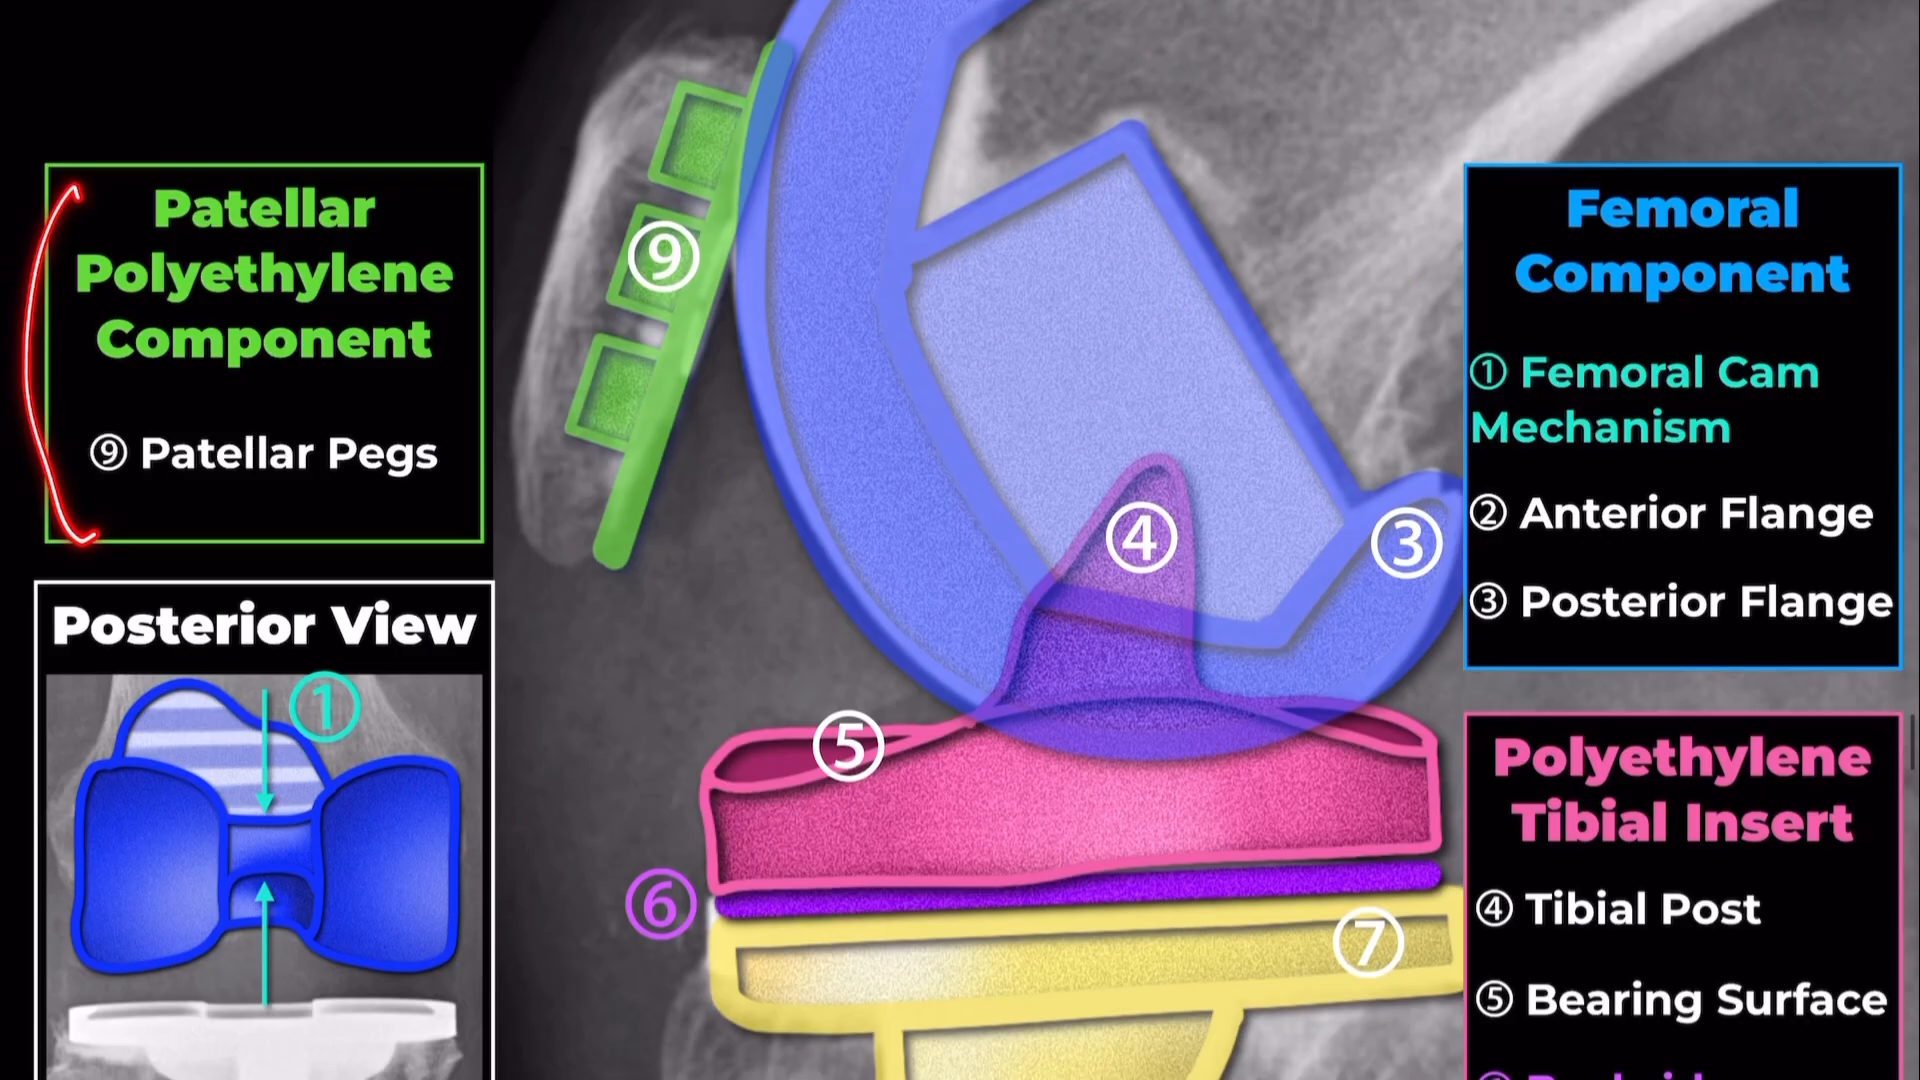 Patellar
Polyethylene
Component
⑨ Patellar Pegs
Posterior View
①
⑨
④
③
⑤
⑥
⑦
Femoral
Component
① Femoral Cam
Mechanism
② Anterior Flange
③ Posterior Flange
Polyethylene
Tibial Insert
④ Tibial Post
⑤ Bearing Surface